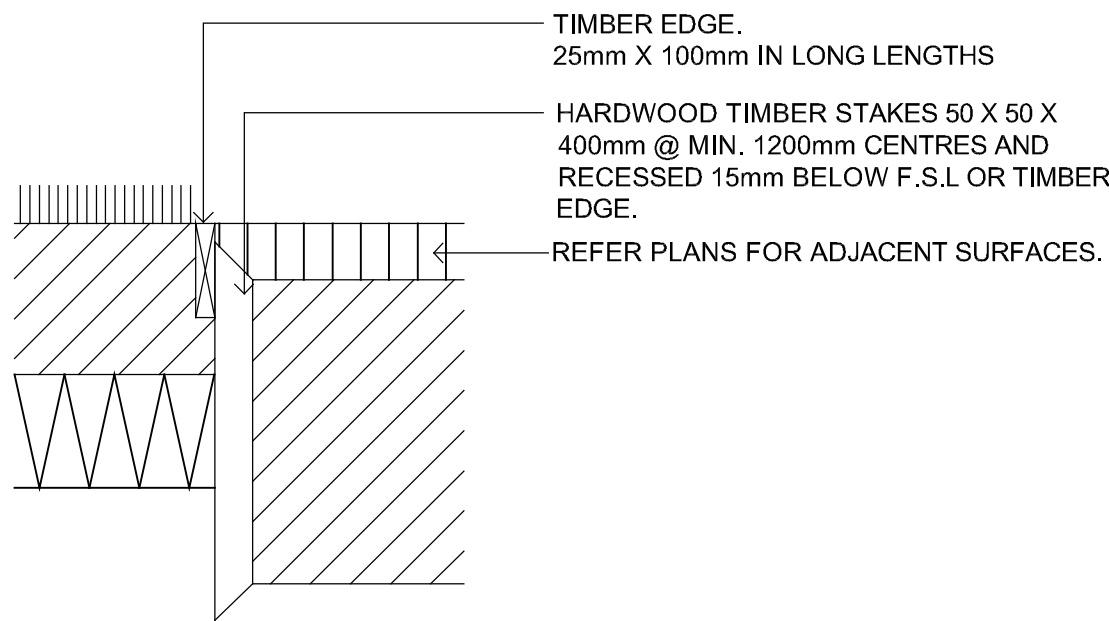 TIMBER EDGE.
25mm X 100mm IN LONG LENGTHS
HARDWOOD TIMBER STAKES 50 X 50 X
400mm @ MIN. 1200mm CENTRES AND
RECESSED 15mm BELOW F.S.L OR TIMBER
EDGE.
REFER PLANS FOR ADJACENT SURFACES.